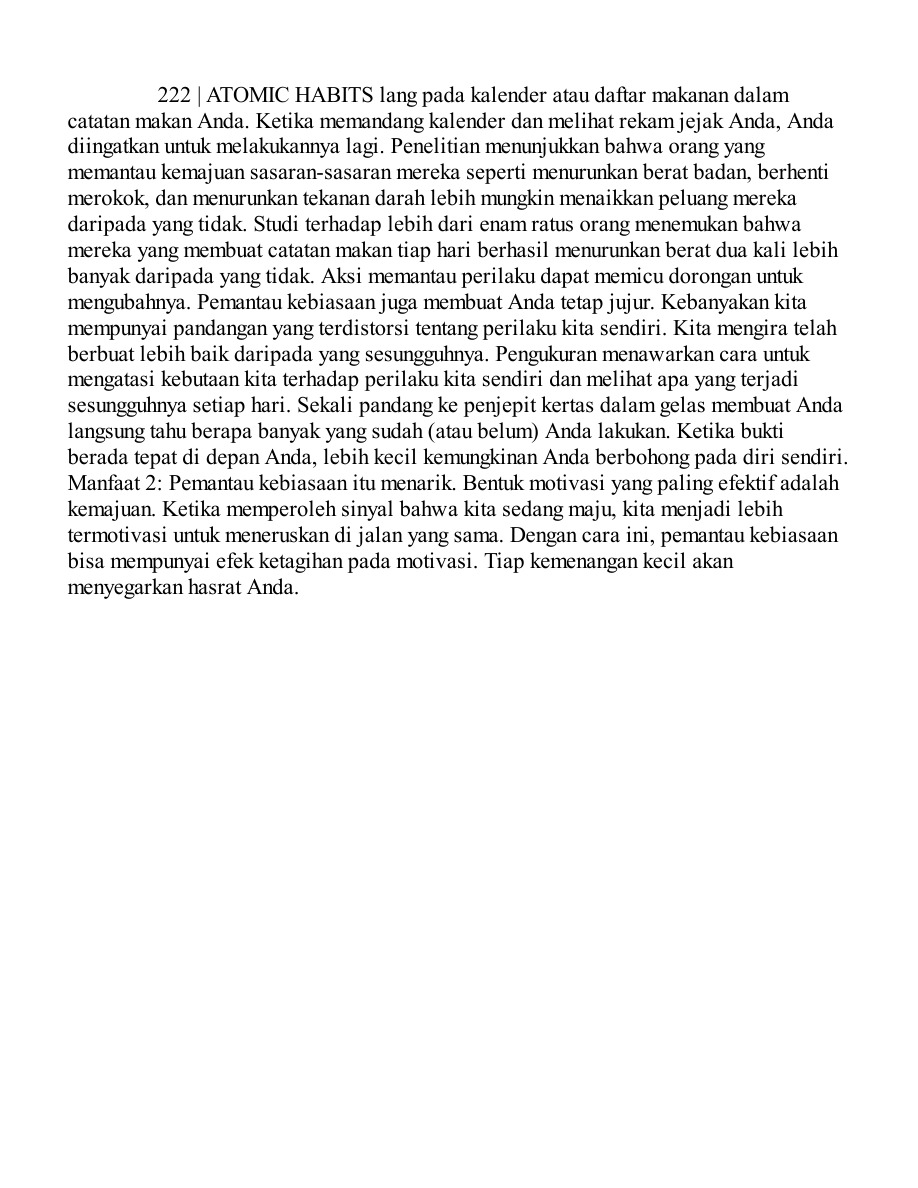 222 | ATOMIC HABITS lang pada kalender atau daftar makanan dalam
catatan makan Anda. Ketika memandang kalender dan melihat rekam jejak Anda, Anda
diingatkan untuk melakukannya lagi. Penelitian menunjukkan bahwa orang yang
memantau kemajuan sasaran-sasaran mereka seperti menurunkan berat badan, berhenti
merokok, dan menurunkan tekanan darah lebih mungkin menaikkan peluang mereka
daripada yang tidak. Studi terhadap lebih dari enam ratus orang menemukan bahwa
mereka yang membuat catatan makan tiap hari berhasil menurunkan berat dua kali lebih
banyak daripada yang tidak. Aksi memantau perilaku dapat memicu dorongan untuk
mengubahnya. Pemantau kebiasaan juga membuat Anda tetap jujur. Kebanyakan kita
mempunyai pandangan yang terdistorsi tentang perilaku kita sendiri. Kita mengira telah
berbuat lebih baik daripada yang sesungguhnya. Pengukuran menawarkan cara untuk
mengatasi kebutaan kita terhadap perilaku kita sendiri dan melihat apa yang terjadi
sesungguhnya setiap hari. Sekali pandang ke penjepit kertas dalam gelas membuat Anda
langsung tahu berapa banyak yang sudah (atau belum) Anda lakukan. Ketika bukti
berada tepat di depan Anda, lebih kecil kemungkinan Anda berbohong pada diri sendiri.
Manfaat 2: Pemantau kebiasaan itu menarik. Bentuk motivasi yang paling efektif adalah
kemajuan. Ketika memperoleh sinyal bahwa kita sedang maju, kita menjadi lebih
termotivasi untuk meneruskan di jalan yang sama. Dengan cara ini, pemantau kebiasaan
bisa mempunyai efek ketagihan pada motivasi. Tiap kemenangan kecil akan
menyegarkan hasrat Anda.